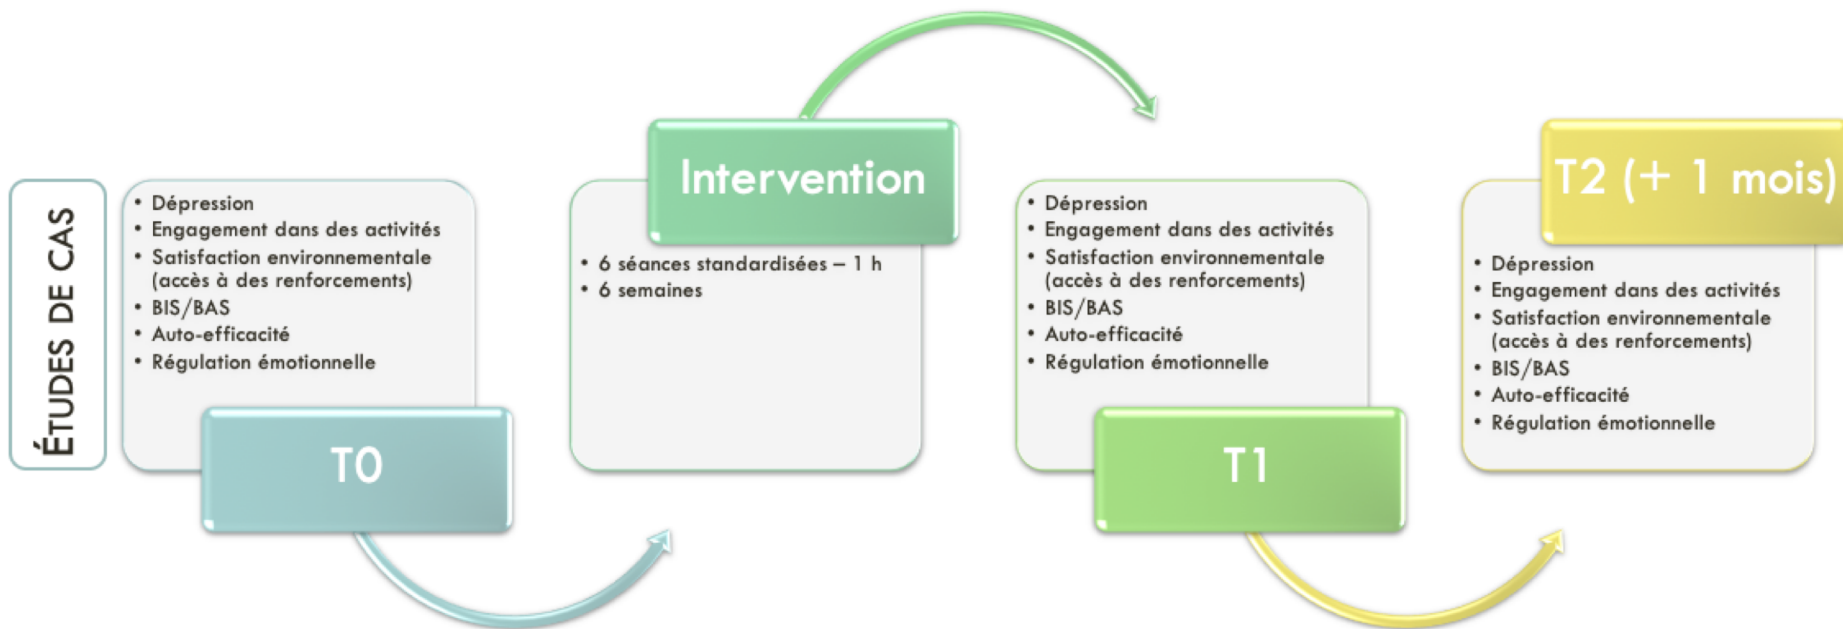 ÉTUDES DE CAS
• Dépression
• Engagement dans des activités
• Satisfaction environnementale
(accès à des renforcements)
• BIS/BAS
• Auto-efficacité
• Régulation émotionnelle
T0
Intervention
• 6 séances standardisées – 1 h
• 6 semaines
• Dépression
• Engagement dans des activités
• Satisfaction environnementale
(accès à des renforcements)
• BIS/BAS
• Auto-efficacité
• Régulation émotionnelle
T1
T2 (+ 1 mois)
• Dépression
• Engagement dans des activités
• Satisfaction environnementale
(accès à des renforcements)
• BIS/BAS
• Auto-efficacité
• Régulation émotionnelle